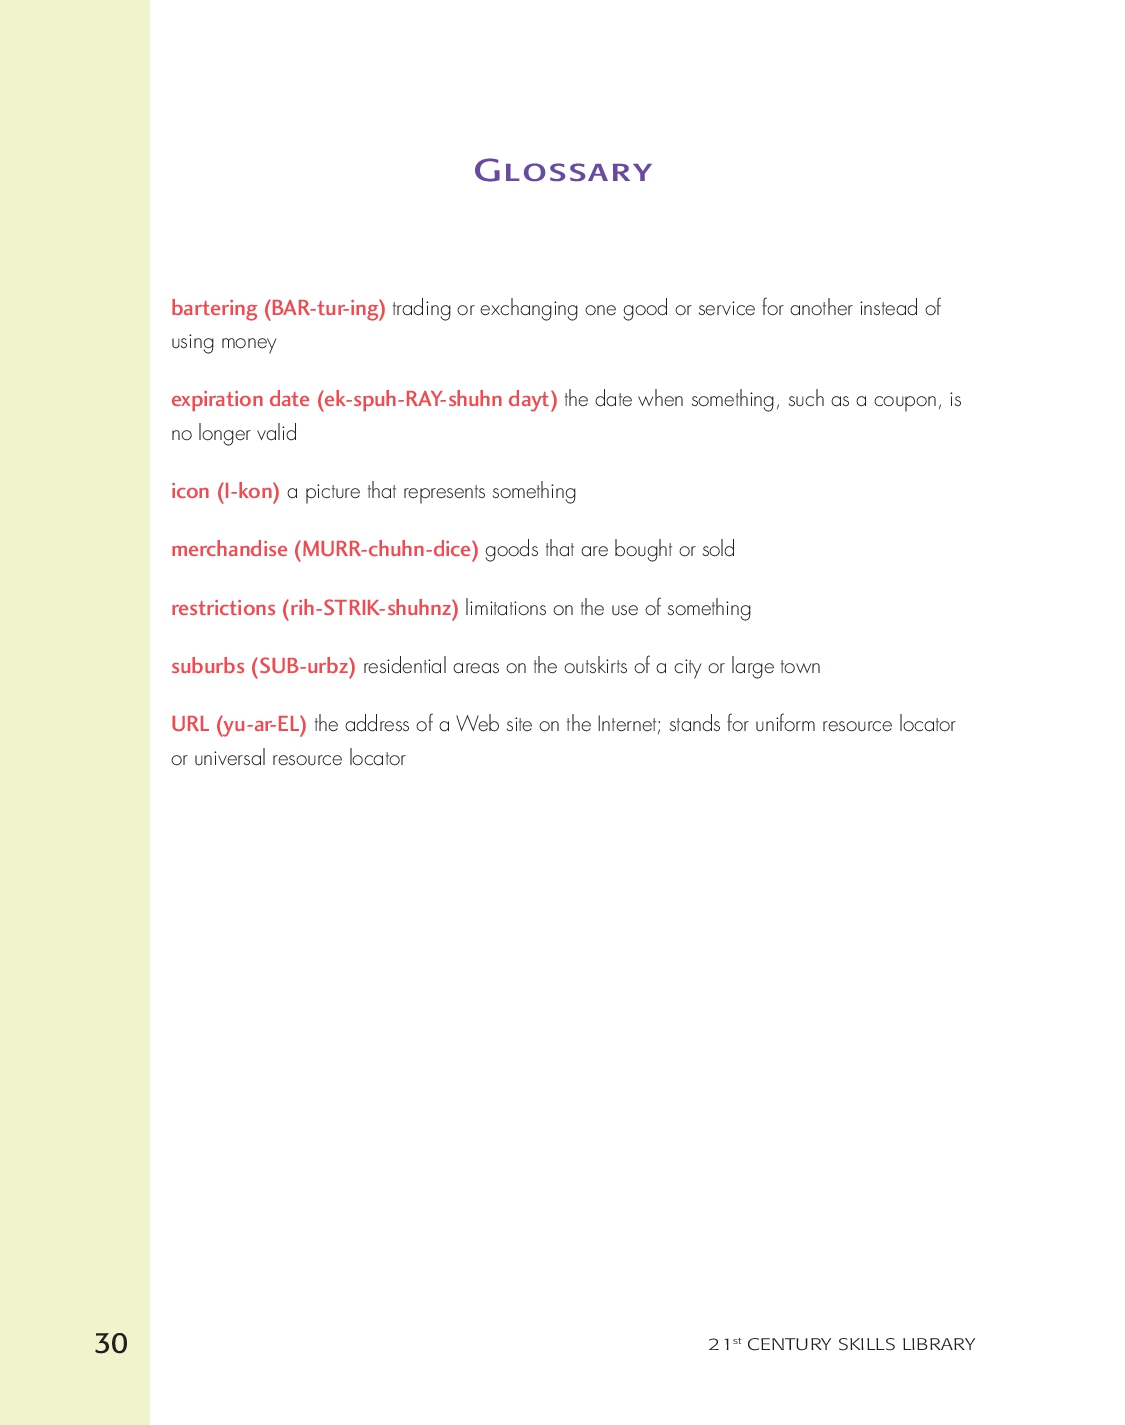 GLOSSARY
bartering (BAR-tur-ing) trading or exchanging one good or service for another instead of
using money
expiration date (ek-spuh-RAY-shuhn dayt) the date when something, such as a coupon, is
no longer valid
icon (I-kon) a picture that represents something
merchandise (MURR-chuhn-dice) goods that are bought or sold
restrictions (rih-STRIK-shuhnz) limitations on the use of something
suburbs (SUB-urbz) residential areas on the outskirts of a city or large town
URL (yu-ar-EL) the address of a Web site on the Internet; stands for uniform resource locator
or universal resource locator
30
21st CENTURY SKILLS LIBRARY